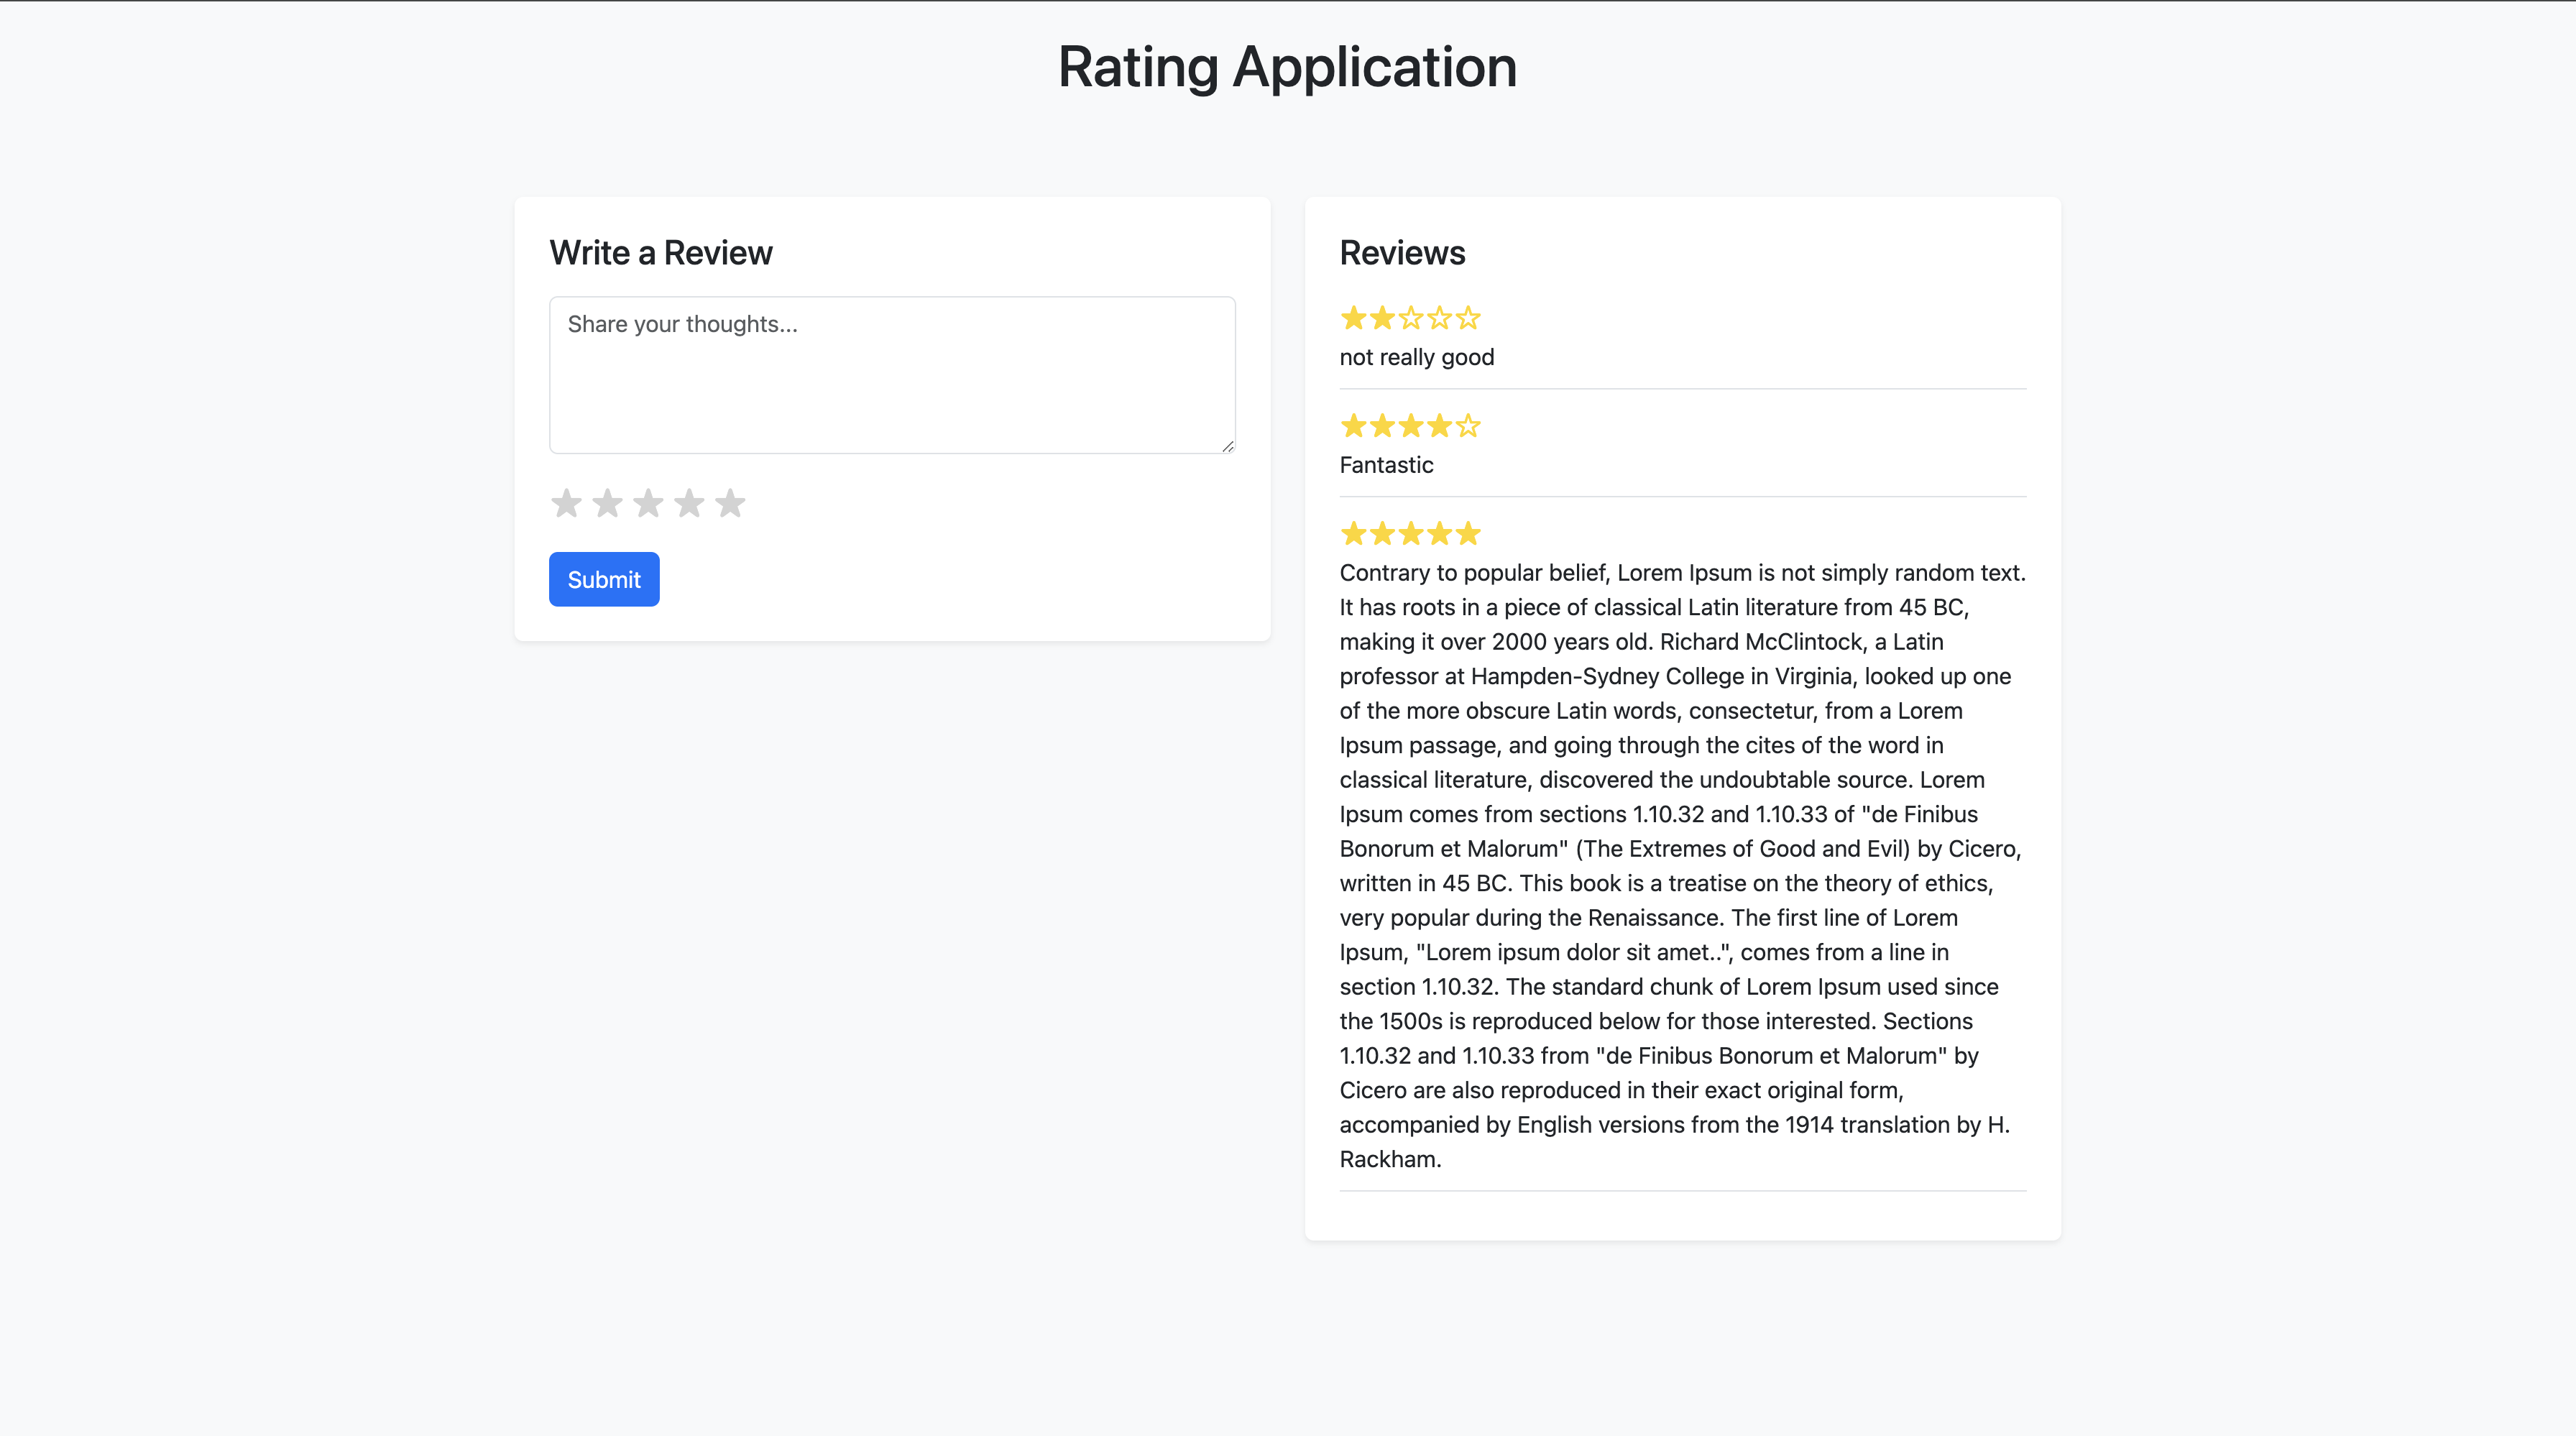 Rating Application
Write a Review
Share your thoughts...
Submit
Reviews
not really good
Fantastic
Contrary to popular belief, Lorem Ipsum is not simply random text.
It has roots in a piece of classical Latin literature from 45 BC,
making it over 2000 years old. Richard McClintock, a Latin
professor at Hampden-Sydney College in Virginia, looked up one
of the more obscure Latin words, consectetur, from a Lorem
Ipsum passage, and going through the cites of the word in
classical literature, discovered the undoubtable source. Lorem
Ipsum comes from sections 1.10.32 and 1.10.33 of "de Finibus
Bonorum et Malorum" (The Extremes of Good and Evil) by Cicero,
written in 45 BC. This book is a treatise on the theory of ethics,
very popular during the Renaissance. The first line of Lorem
Ipsum, "Lorem ipsum dolor sit amet..", comes from a line in
section 1.10.32. The standard chunk of Lorem Ipsum used since
the 1500s is reproduced below for those interested. Sections
1.10.32 and 1.10.33 from "de Finibus Bonorum et Malorum" by
Cicero are also reproduced in their exact original form,
accompanied by English versions from the 1914 translation by H.
Rackham.